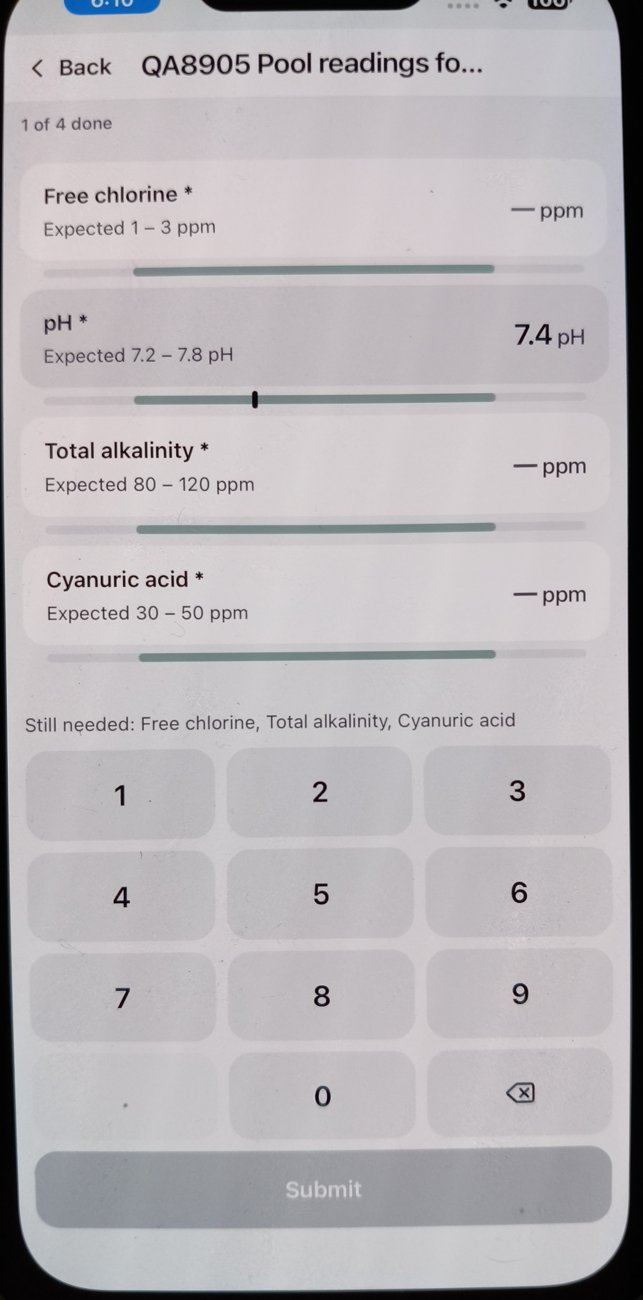 Back QA8905 Pool readings fo...
1 of 4 done
Free chlorine *
— ppm
Expected 1 – 3 ppm
pH *
7.4 pH
Expected 7.2 – 7.8 pH
Total alkalinity *
— ppm
Expected 80 – 120 ppm
Cyanuric acid *
— ppm
Expected 30 – 50 ppm
Still needed: Free chlorine, Total alkalinity, Cyanuric acid
1 2 3
4 5 6
7 8 9
. 0
Submit